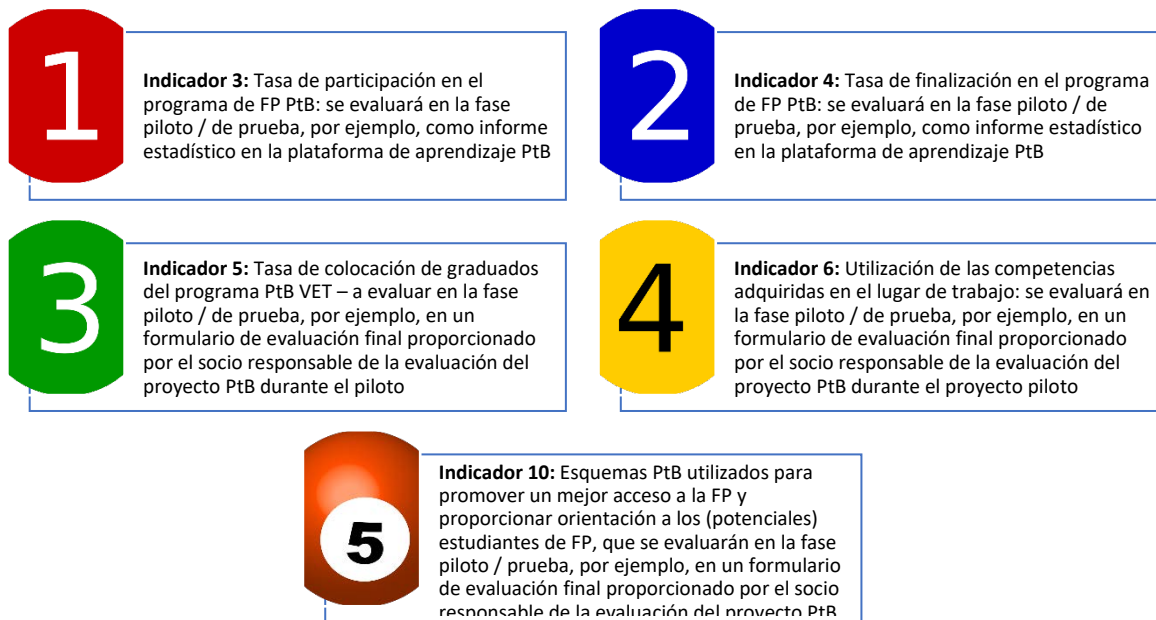 1
Indicador 3: Tasa de participación en el
programa de FP PtB: se evaluará en la fase
piloto / de prueba, por ejemplo, como informe
estadístico en la plataforma de aprendizaje PtB
2
Indicador 4: Tasa de finalización en el programa
de FP PtB: se evaluará en la fase piloto / de
prueba, por ejemplo, como informe estadístico
en la plataforma de aprendizaje PtB
3
Indicador 5: Tasa de colocación de graduados
del programa PtB VET – a evaluar en la fase
piloto / de prueba, por ejemplo, en un
formulario de evaluación final proporcionado
por el socio responsable de la evaluación del
proyecto PtB durante el piloto
4
Indicador 6: Utilización de las competencias
adquiridas en el lugar de trabajo: se evaluará en
la fase piloto / de prueba, por ejemplo, en un
formulario de evaluación final proporcionado
por el socio responsable de la evaluación del
proyecto PtB durante el proyecto piloto
5
Indicador 10: Esquemas PtB utilizados para
promover un mejor acceso a la FP y
proporcionar orientación a los (potenciales)
estudiantes de FP, que se evaluarán en la fase
piloto / prueba, por ejemplo, en un formulario
de evaluación final proporcionado por el socio
responsable de la evaluación del proyecto PtB